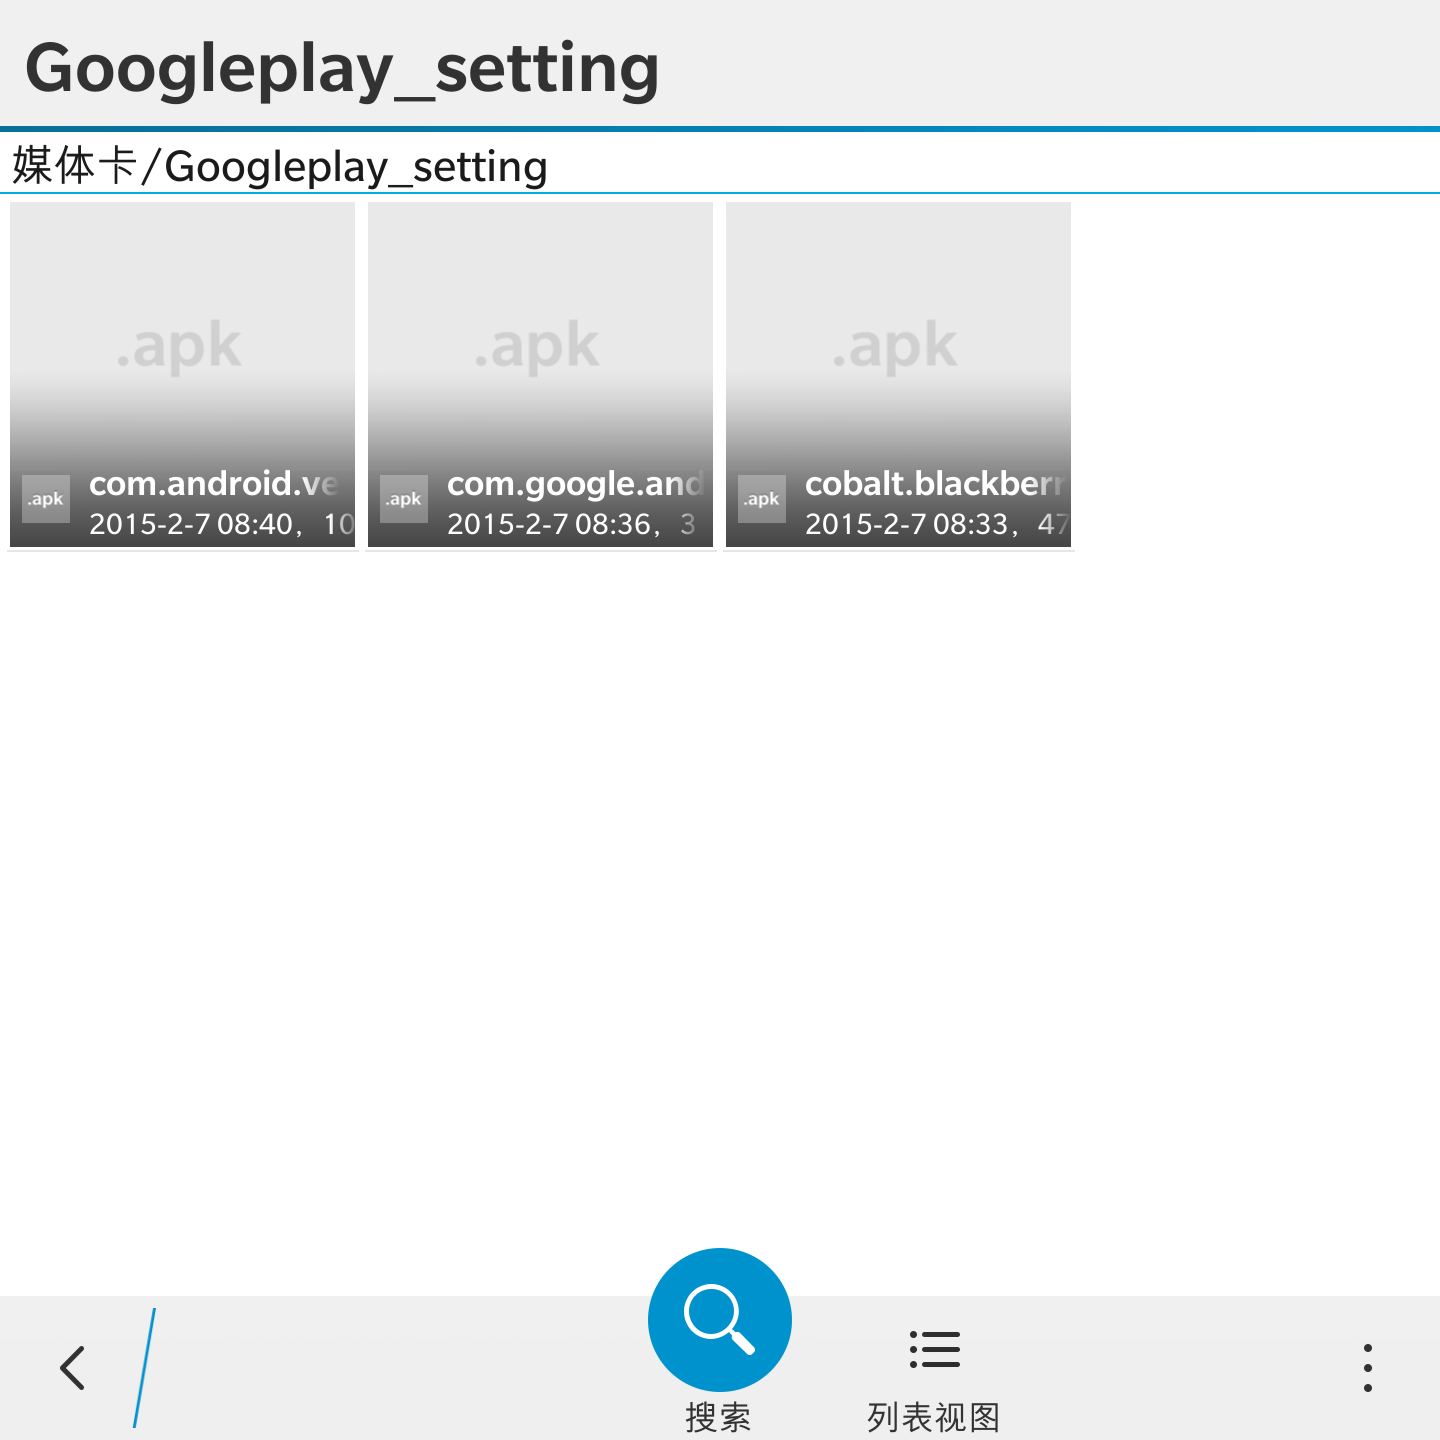 Googleplay_setting
媒体卡/Googleplay_setting
.apk
.apk
.apk
.apk com.android.ve
2015-2-7 08:40, 10
.apk com.google.and
2015-2-7 08:36, 3
.apk cobalt.blackberr
2015-2-7 08:33, 47
搜索
列表视图